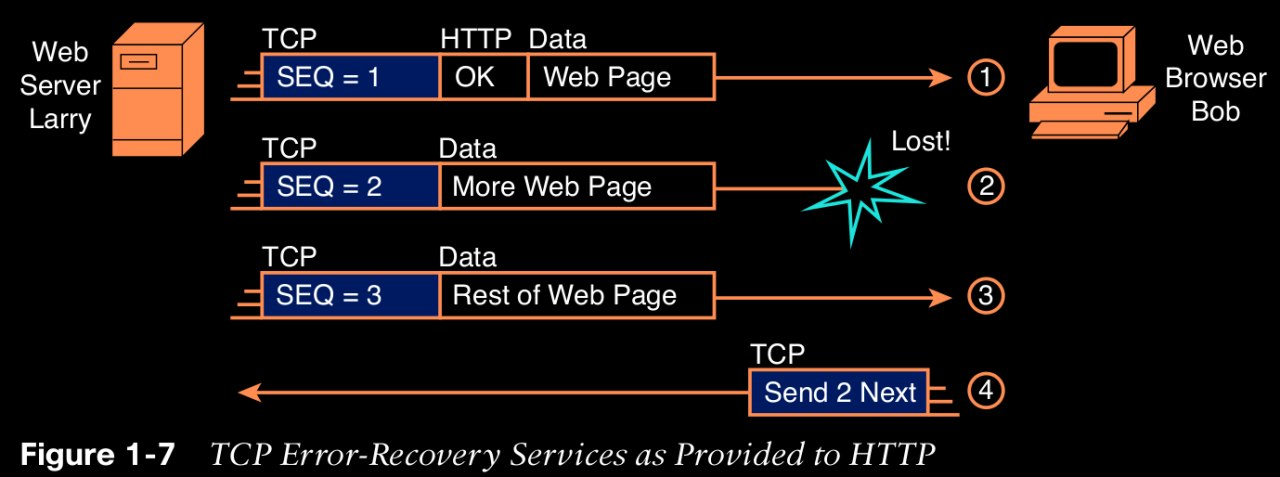 Web
Server
Larry
TCP HTTP Data
SEQ = 1 OK Web Page
1
Web
Browser
Bob
TCP Data
SEQ = 2 More Web Page
Lost!
2
TCP Data
SEQ = 3 Rest of Web Page
3
TCP
Send 2 Next
4
Figure 1-7 TCP Error-Recovery Services as Provided to HTTP